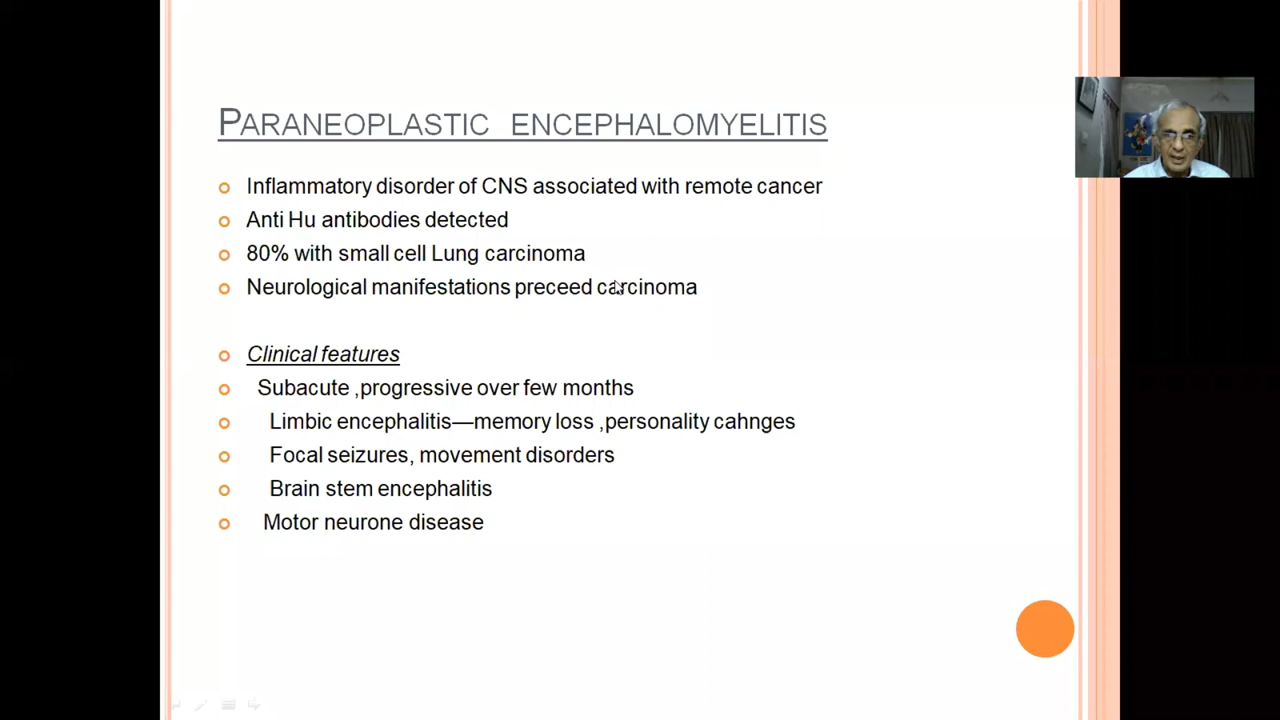 PARANEOPLASTIC ENCEPHALOMYELITIS
Inflammatory disorder of CNS associated with remote cancer
Anti Hu antibodies detected
80% with small cell Lung carcinoma
Neurological manifestations preceed carcinoma
Clinical features
Subacute ,progressive over few months
Limbic encephalitis—memory loss ,personality cahnges
Focal seizures, movement disorders
Brain stem encephalitis
Motor neurone disease